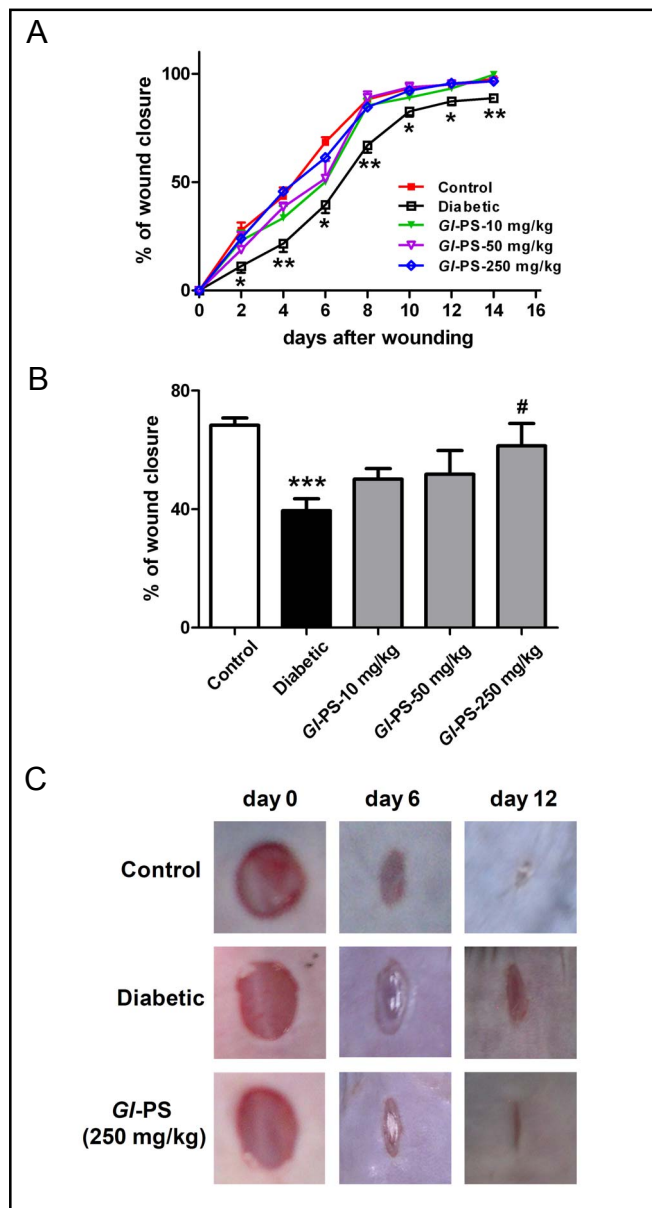 A
% of wound closure
100
50
0
* ** * ** * * **
Control
Diabetic
Gl-PS-10 mg/kg
Gl-PS-50 mg/kg
Gl-PS-250 mg/kg
0 2 4 6 8 10 12 14 16
days after wounding
B
% of wound closure
80
40
0
***
#
Control
Diabetic
Gl-PS-10 mg/kg
Gl-PS-50 mg/kg
Gl-PS-250 mg/kg
C
day 0 day 6 day 12
Control
Diabetic
Gl-PS
(250 mg/kg)